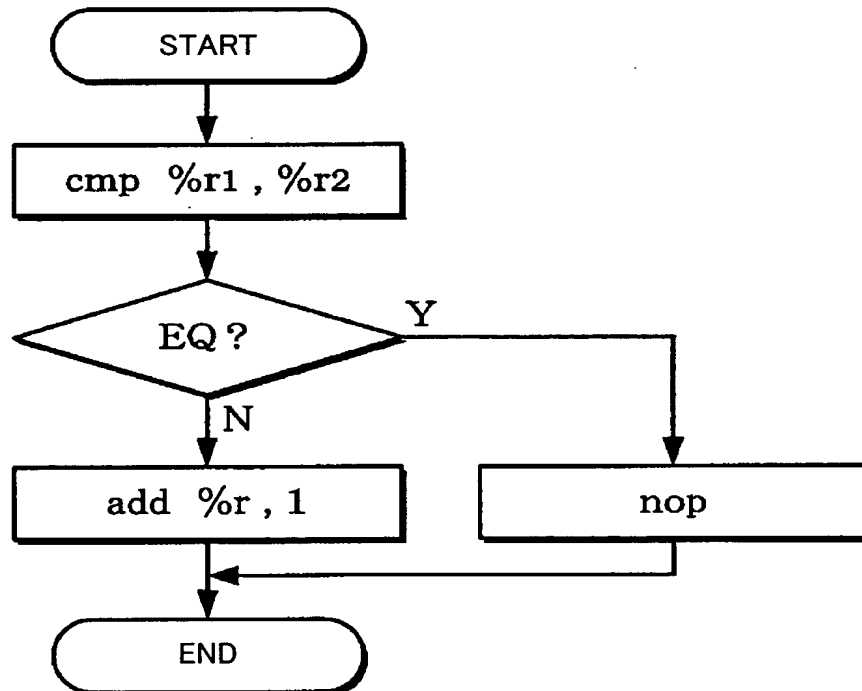 START
cmp %r1 , %r2
EQ ?
Y
N
add %r , 1
nop
END